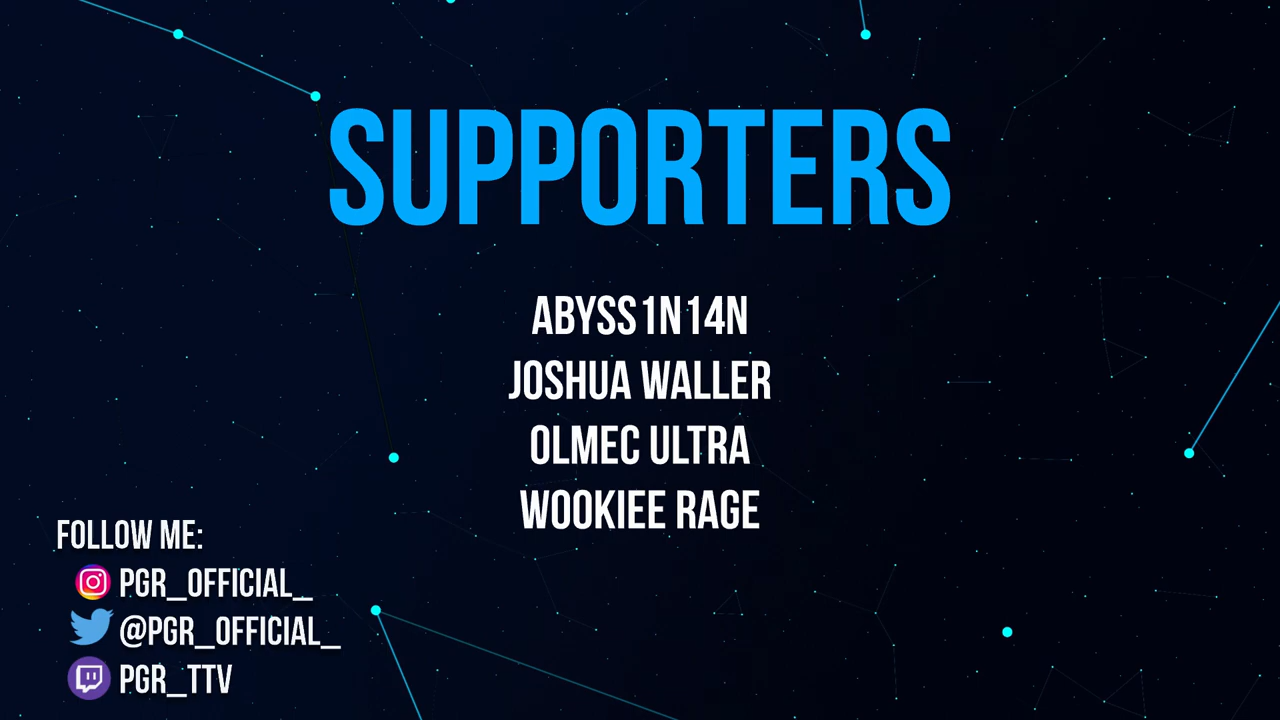 SUPPORTERS
ABYSS1N14N
JOSHUA WALLER
OLMEC ULTRA
WOOKIEE RAGE
FOLLOW ME:
PGR_OFFICIAL_
@PGR_OFFICIAL_
PGR_TTV